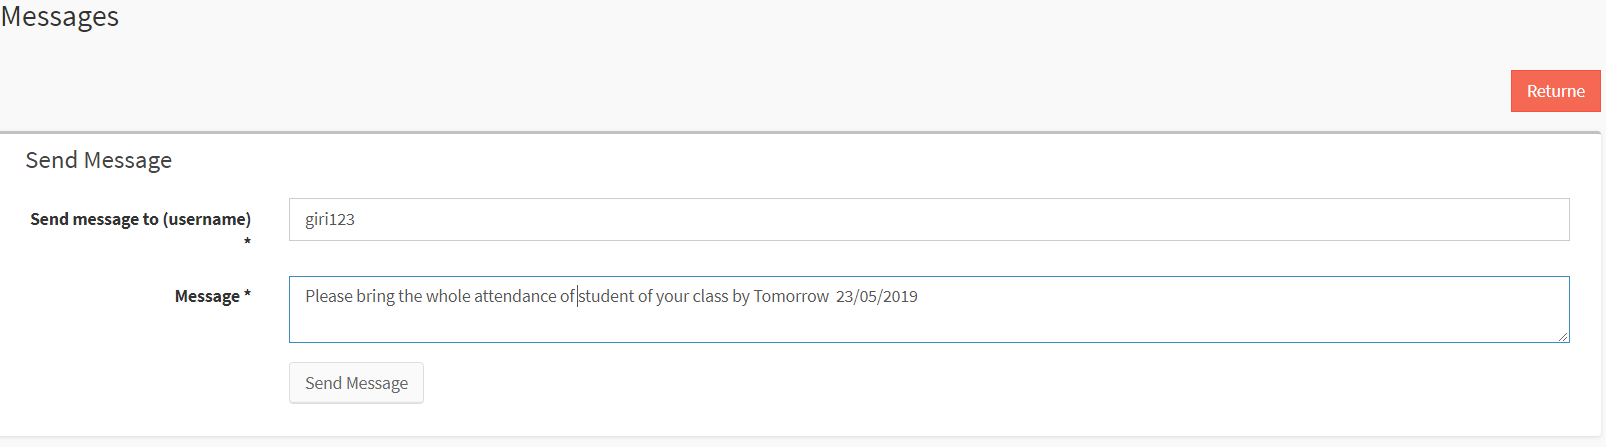 Messages
Returne
Send Message
Send message to (username)
*
giri123
Message *
Please bring the whole attendance of student of your class by Tomorrow  23/05/2019
Send Message